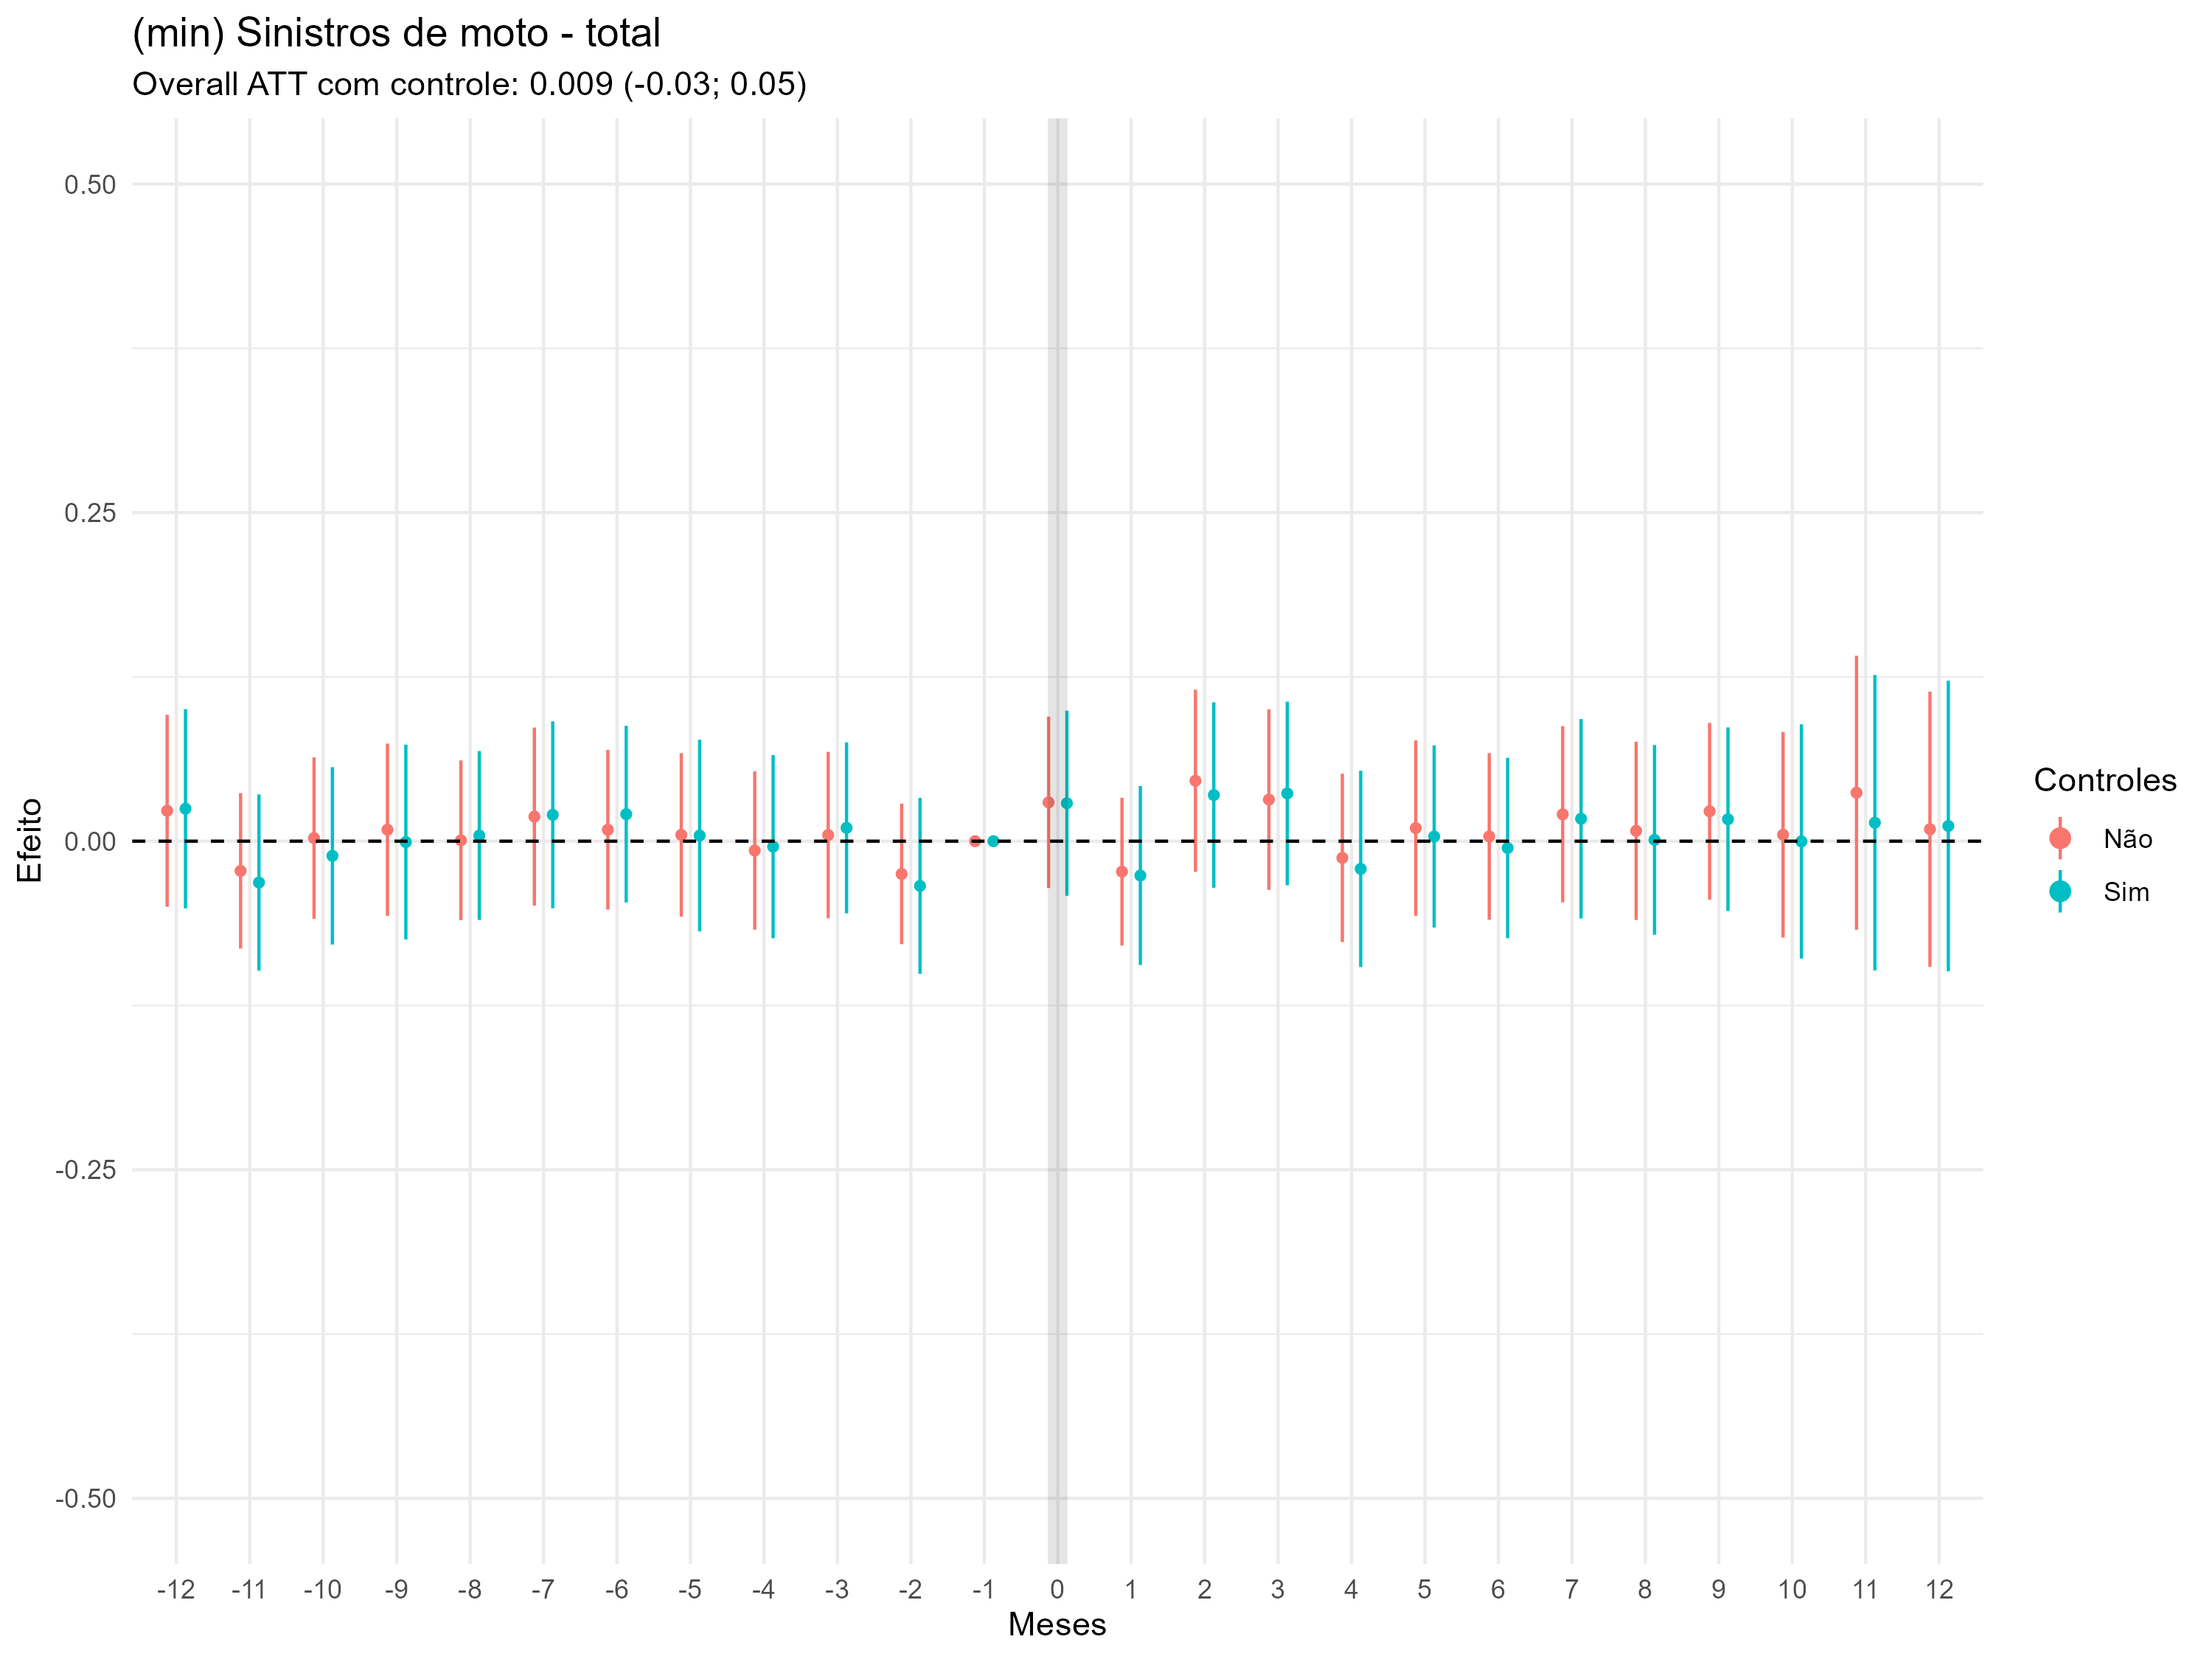 (min) Sinistros de moto - total
Overall ATT com controle: 0.009 (-0.03; 0.05)
0.50
0.25
0.00
-0.25
-0.50
Efeito
-12 -11 -10 -9 -8 -7 -6 -5 -4 -3 -2 -1 0 1 2 3 4 5 6 7 8 9 10 11 12
Meses
Controles
Não
Sim